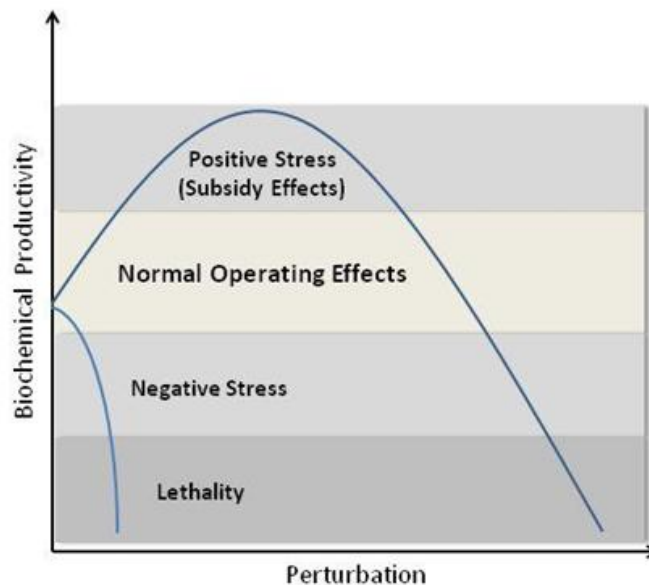 Biochemical Productivity
Positive Stress
(Subsidy Effects)
Normal Operating Effects
Negative Stress
Lethality
Perturbation